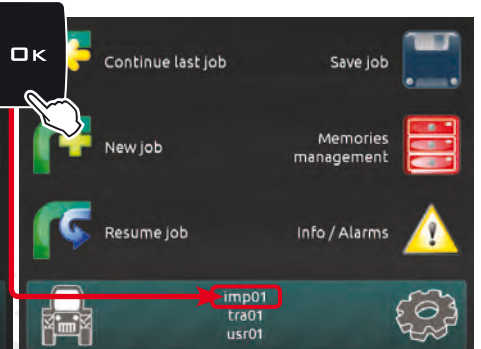 OK
Continue last job
Save job
New job
Memories
management
Resume job
Info / Alarms
imp01
tra01
usr01